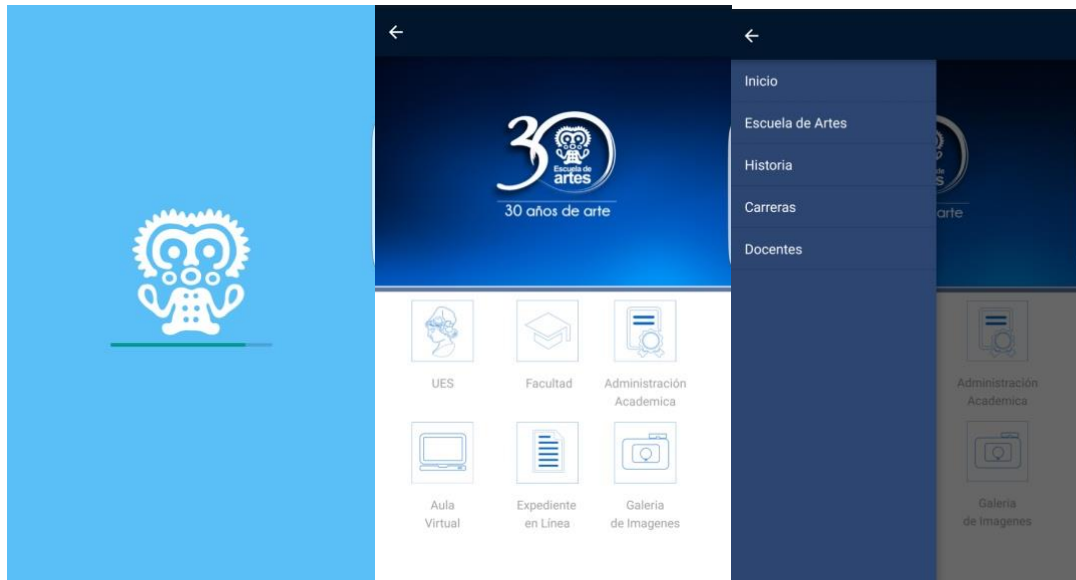 30
Escuela de
artes
30 años de arte
UES
Facultad
Administración
Academica
Aula
Virtual
Expediente
en Línea
Galeria
de Imagenes
Inicio
Escuela de Artes
Historia
Carreras
Docentes
de
s
arte
Administración
Academica
Galeria
de Imagenes